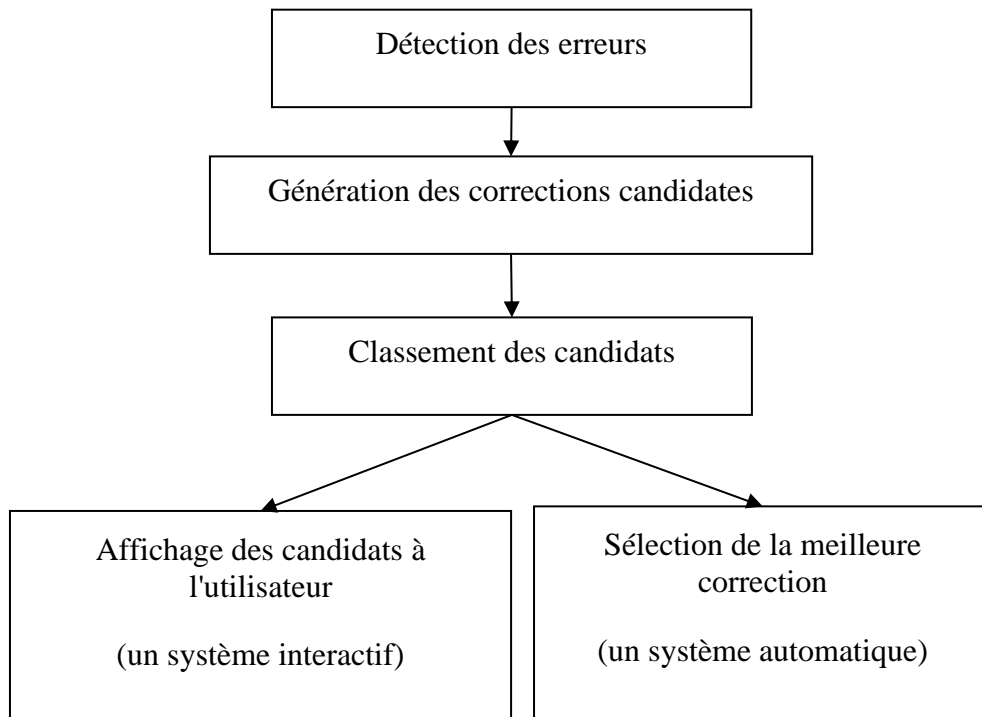 Détection des erreurs
Génération des corrections candidates
Classement des candidats
Affichage des candidats à
l'utilisateur
(un système interactif)
Sélection de la meilleure
correction
(un système automatique)